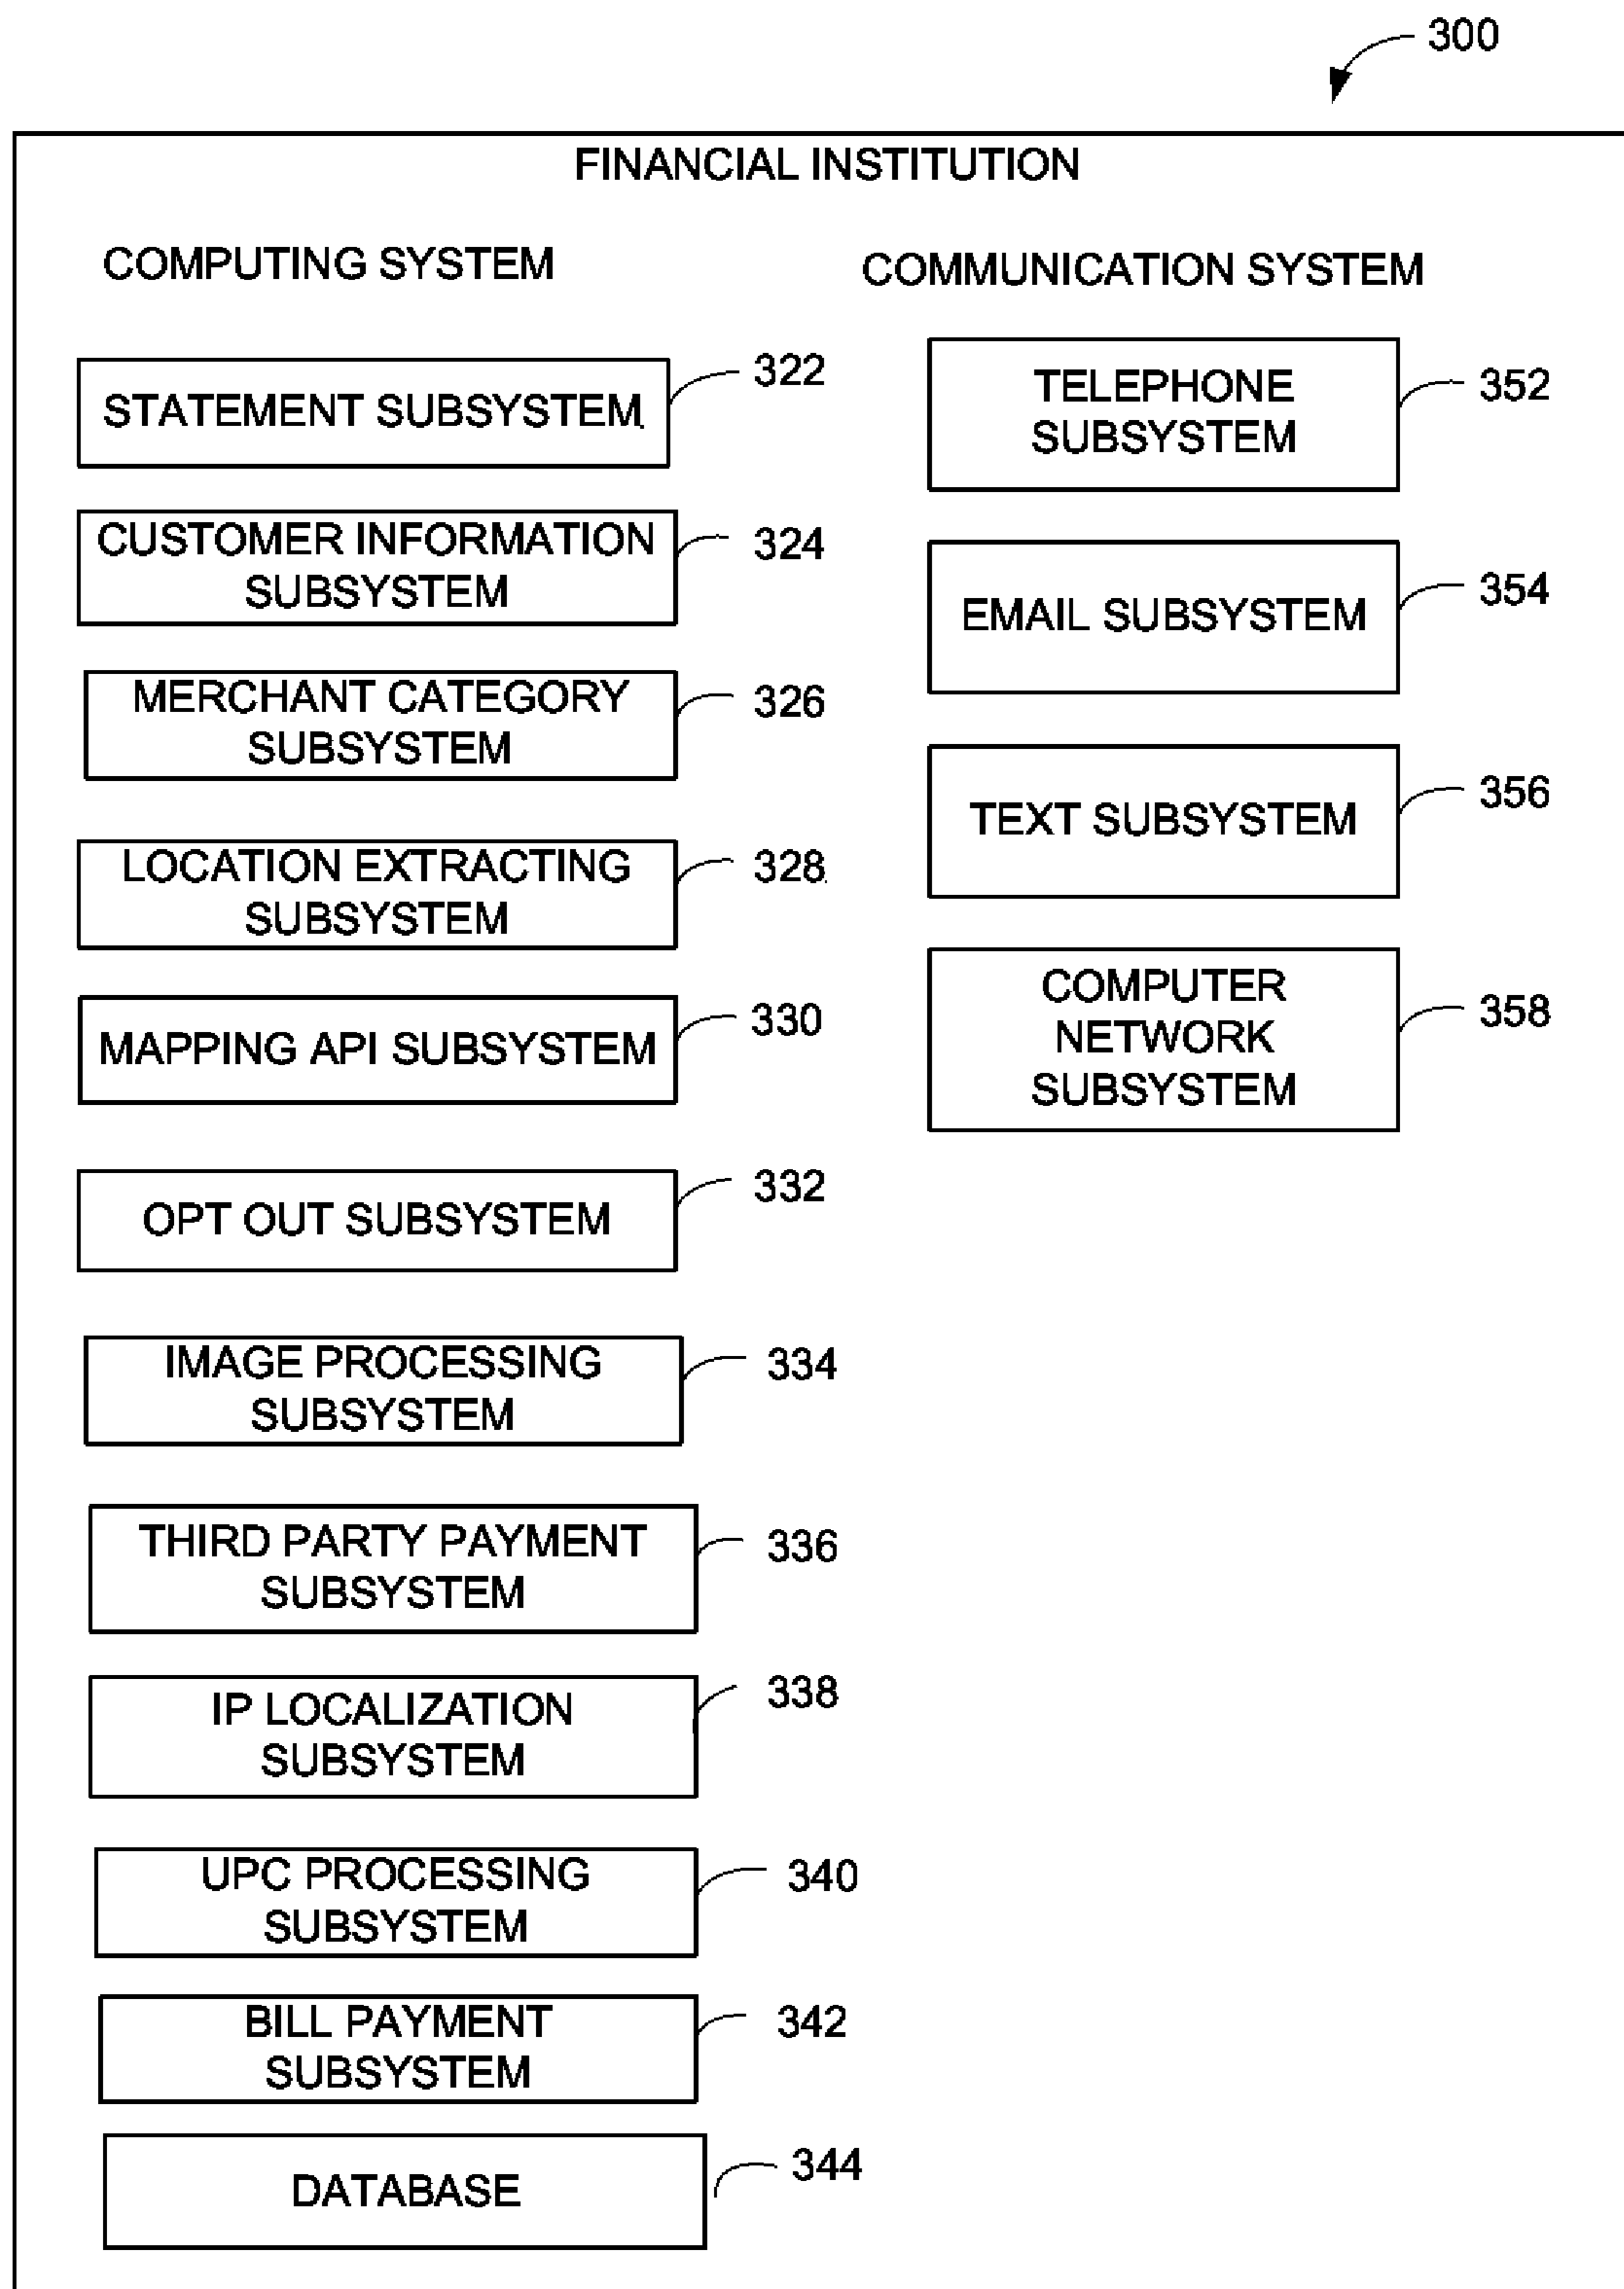 300
FINANCIAL INSTITUTION
COMPUTING SYSTEM
STATEMENT SUBSYSTEM
322
CUSTOMER INFORMATION
SUBSYSTEM
324
MERCHANT CATEGORY
SUBSYSTEM
326
LOCATION EXTRACTING
SUBSYSTEM
328
MAPPING API SUBSYSTEM
330
OPT OUT SUBSYSTEM
332
IMAGE PROCESSING
SUBSYSTEM
334
THIRD PARTY PAYMENT
SUBSYSTEM
336
IP LOCALIZATION
SUBSYSTEM
338
UPC PROCESSING
SUBSYSTEM
340
BILL PAYMENT
SUBSYSTEM
342
DATABASE
344
COMMUNICATION SYSTEM
TELEPHONE
SUBSYSTEM
352
EMAIL SUBSYSTEM
354
TEXT SUBSYSTEM
356
COMPUTER
NETWORK
SUBSYSTEM
358